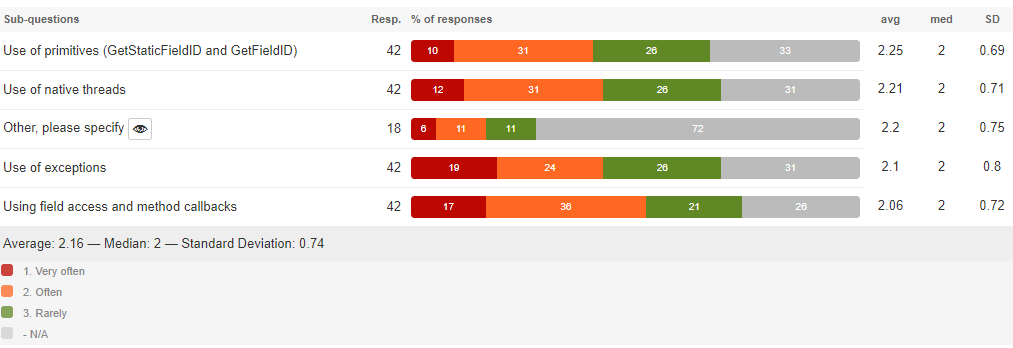 Sub-questions Resp. % of responses avg med SD
Use of primitives (GetStaticFieldID and GetFieldID) 42 10 31 26 33 2.25 2 0.69
Use of native threads 42 12 31 26 31 2.21 2 0.71
Other, please specify 18 6 11 11 72 2.2 2 0.75
Use of exceptions 42 19 24 26 31 2.1 2 0.8
Using field access and method callbacks 42 17 36 21 26 2.06 2 0.72
Average: 2.16 — Median: 2 — Standard Deviation: 0.74
1. Very often
2. Often
3. Rarely
- N/A